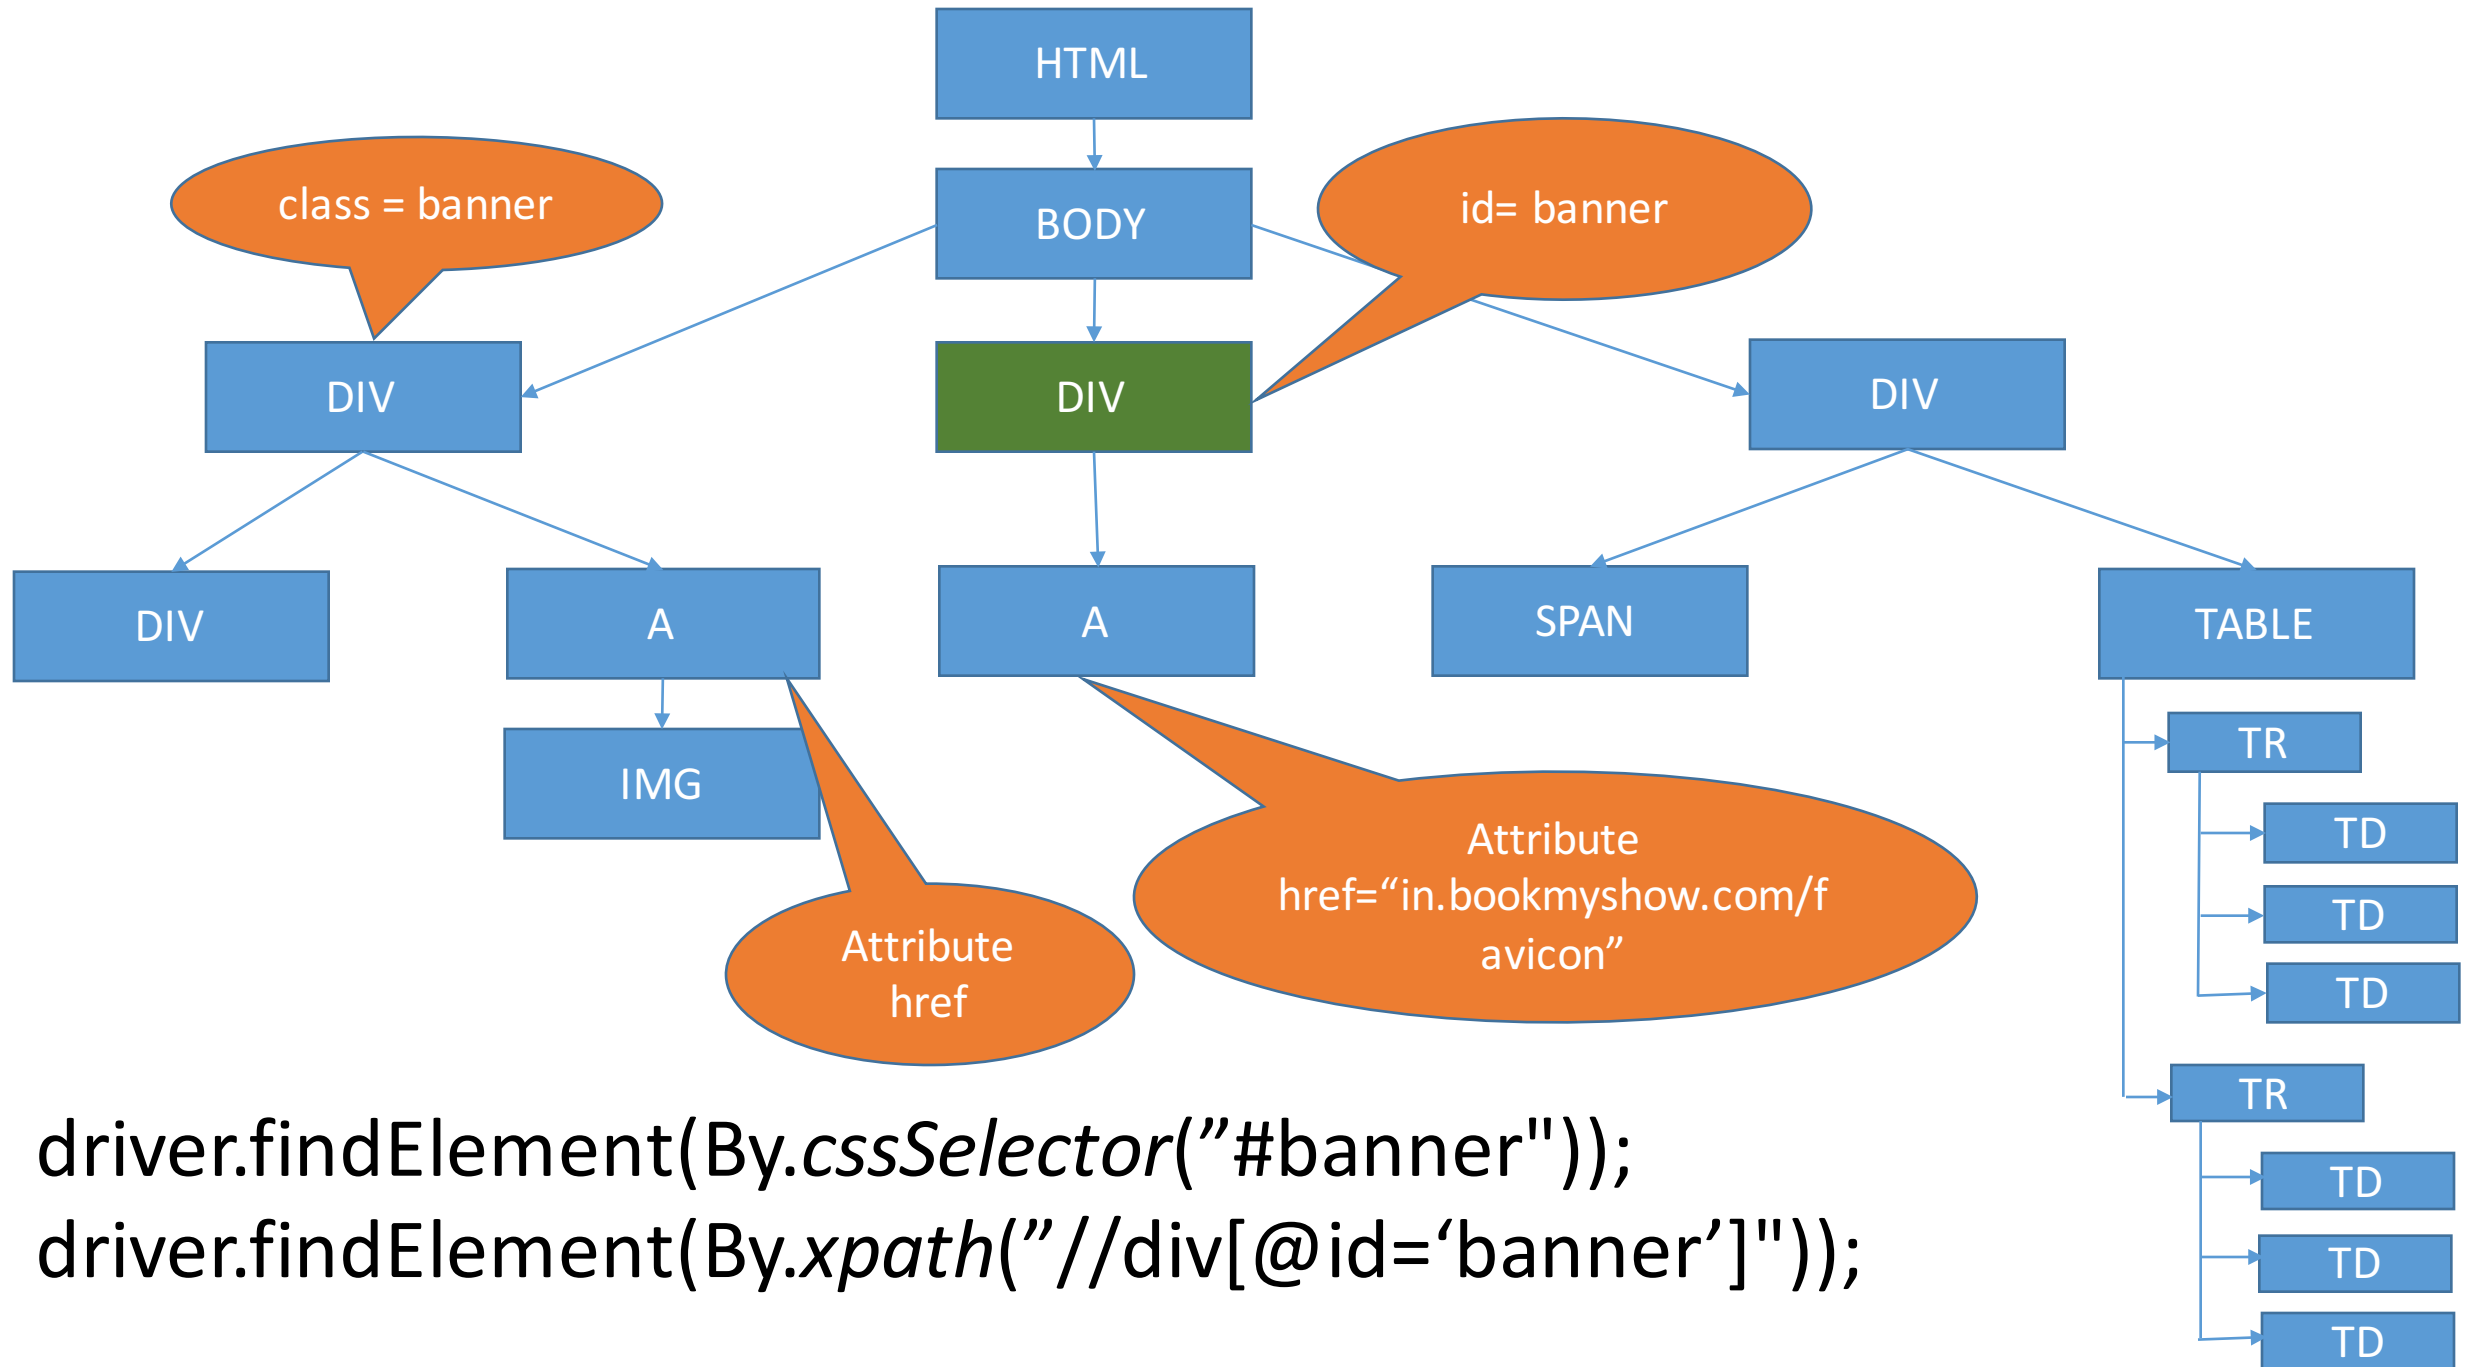 HTML
class = banner
BODY
id= banner
DIV
DIV
DIV
DIV
A
A
SPAN
TABLE
IMG
TR
TD
TD
TD
Attribute
href
Attribute
href=“in.bookmyshow.com/f
avicon”
TR
TD
TD
TD
driver.findElement(By.cssSelector(”#banner"));
driver.findElement(By.xpath(”//div[@id=‘banner’]"));